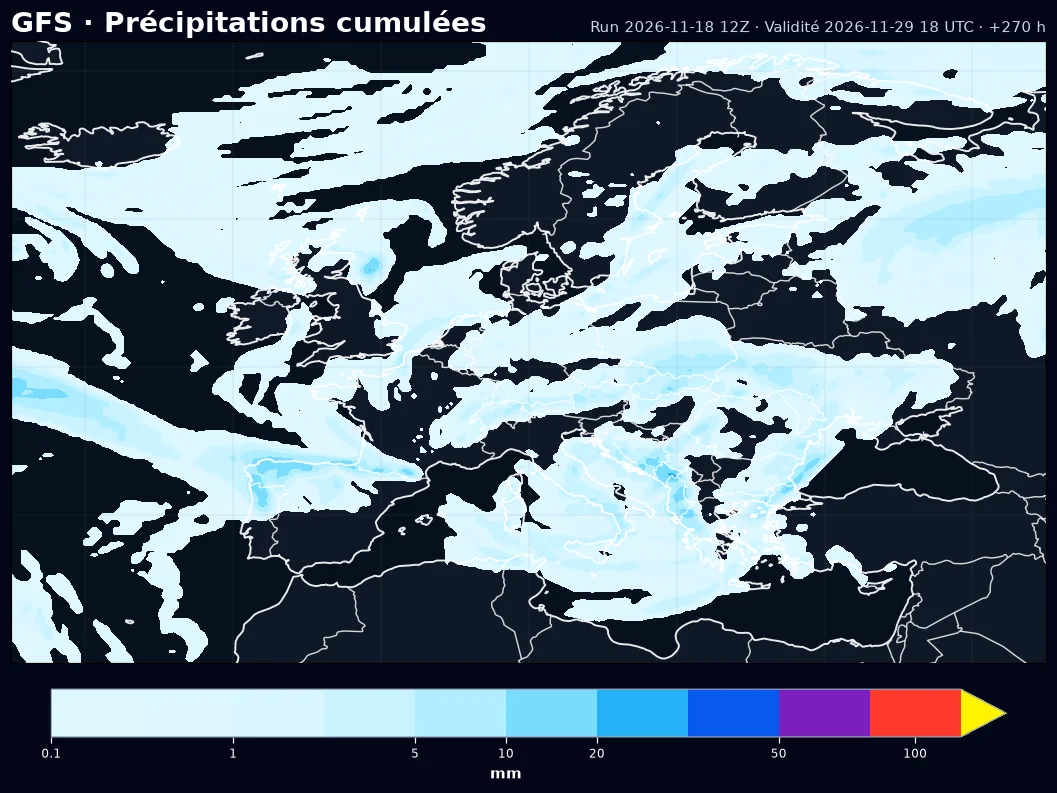 GFS · Précipitations cumulées
Run 2026-11-18 12Z · Validité 2026-11-29 18 UTC · +270 h
0.1 1 5 10 20 50 100
mm